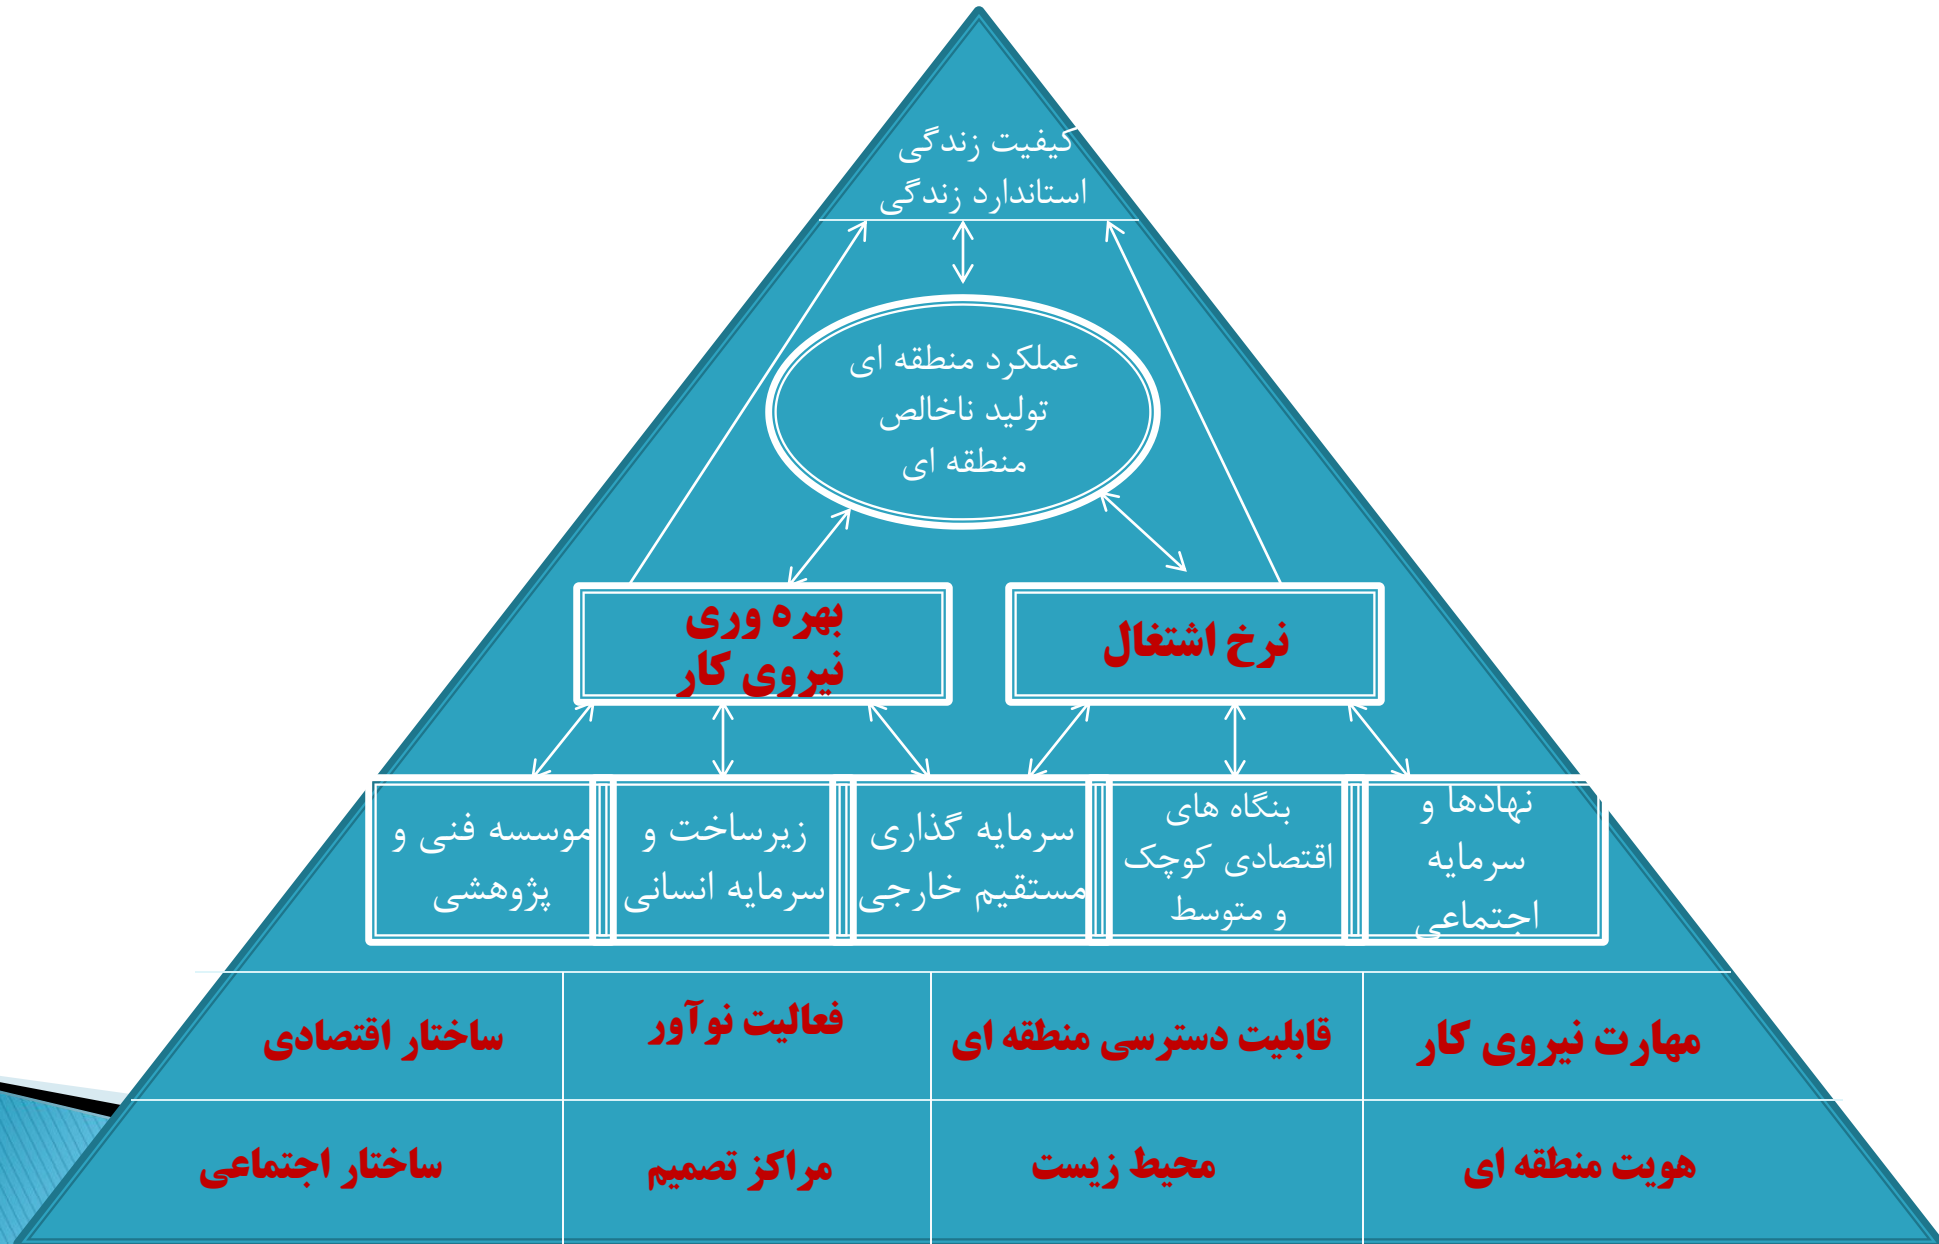 کیفیت زندگی
استاندارد زندگی
عملکرد منطقه ای
تولید ناخالص
منطقه ای
نرخ اشتغال
بهره وری
نیروی کار
نهادها و
سرمایه
اجتماعی
بنگاه های
اقتصادی کوچک
و متوسط
سرمایه گذاری
مستقیم خارجی
زیرساخت و
سرمایه انسانی
موسسه فنی و
پژوهشی
مهارت نیروی کار
قابلیت دسترسی منطقه ای
فعالیت نوآور
ساختار اقتصادی
هویت منطقه ای
محیط زیست
مراکز تصمیم
ساختار اجتماعی